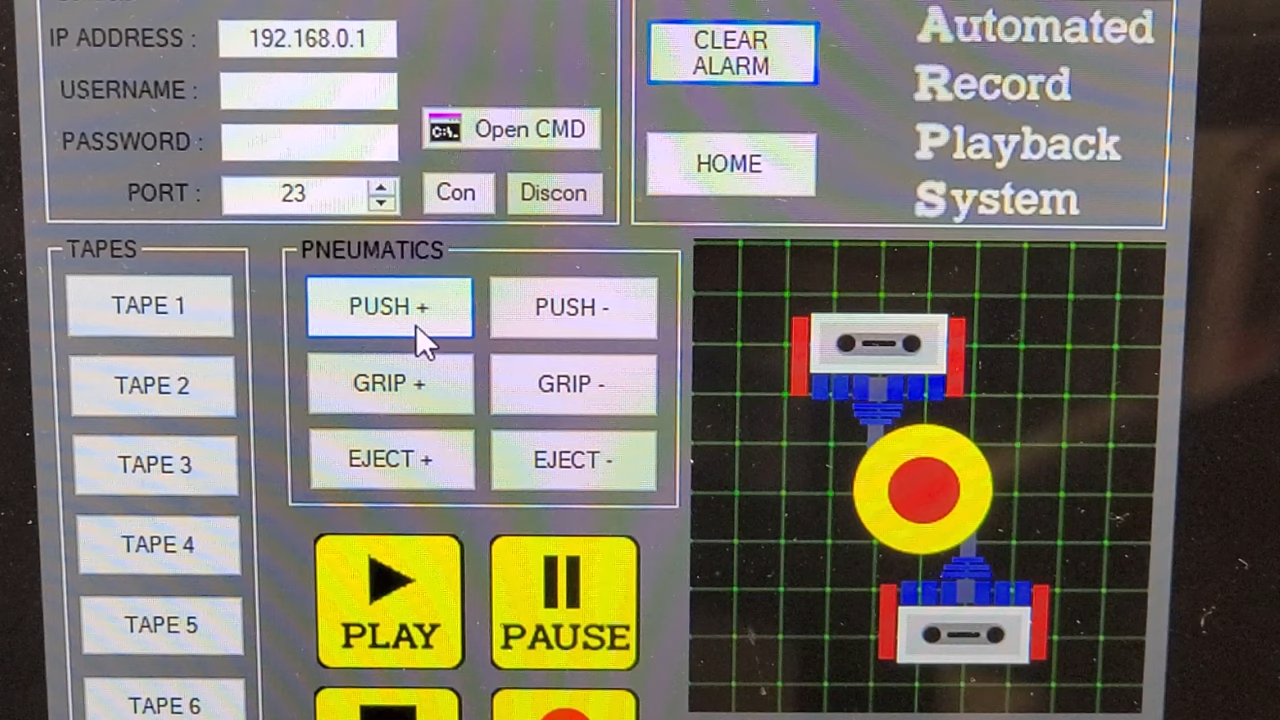 IP ADDRESS :
192.168.0.1
USERNAME :
PASSWORD :
C:\.
Open CMD
PORT :
23
Con
Discon
CLEAR
ALARM
HOME
Automated
Record
Playback
System
TAPES
TAPE 1
TAPE 2
TAPE 3
TAPE 4
TAPE 5
TAPE 6
PNEUMATICS
PUSH +
PUSH -
GRIP +
GRIP -
EJECT +
EJECT -
PLAY
PAUSE